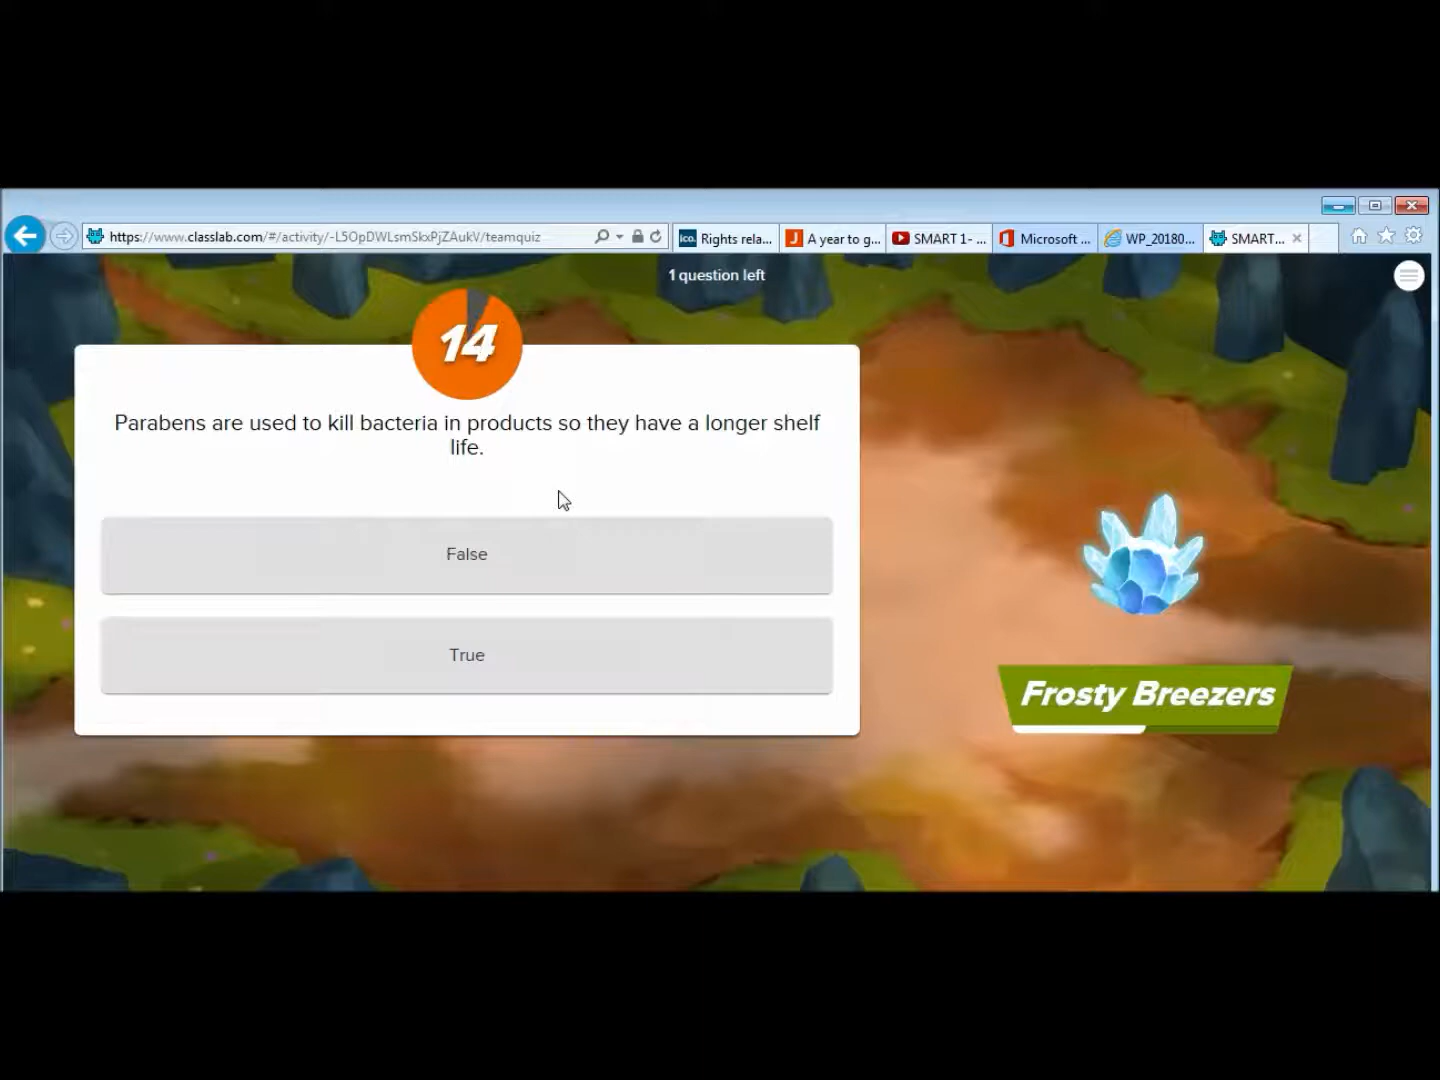 https://www.classlab.com/#/activity/-L5OpDWLsmSkxPjZAukV/teamquiz
ico. Rights rela...
J A year to g...
SMART 1- ...
Microsoft ...
WP_20180...
SMART...
1 question left
14
Parabens are used to kill bacteria in products so they have a longer shelf
life.
False
True
Frosty Breezers